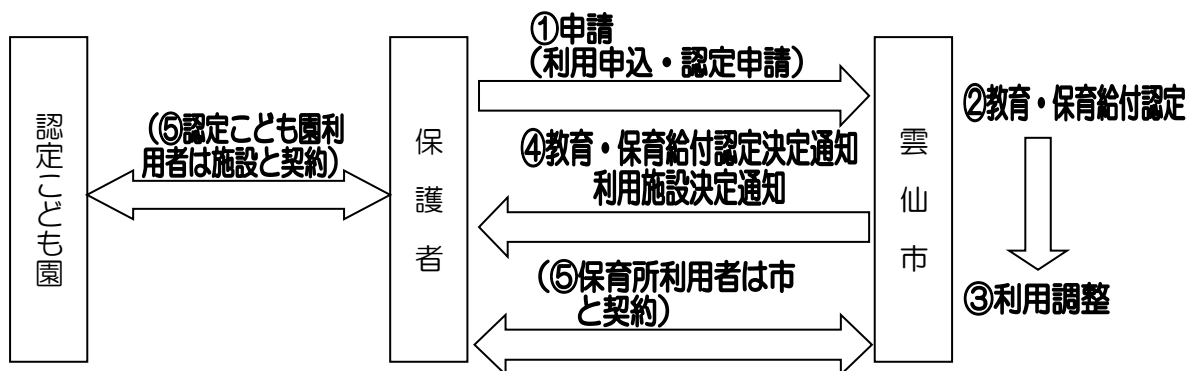 ①申請
（利用申込・認定申請）
認定こども園
（⑤認定こども園利
用者は施設と契約）
保護者
④教育・保育給付認定決定通知
利用施設決定通知
（⑤保育所利用者は市
と契約）
雲仙市
②教育・保育給付認定
③利用調整